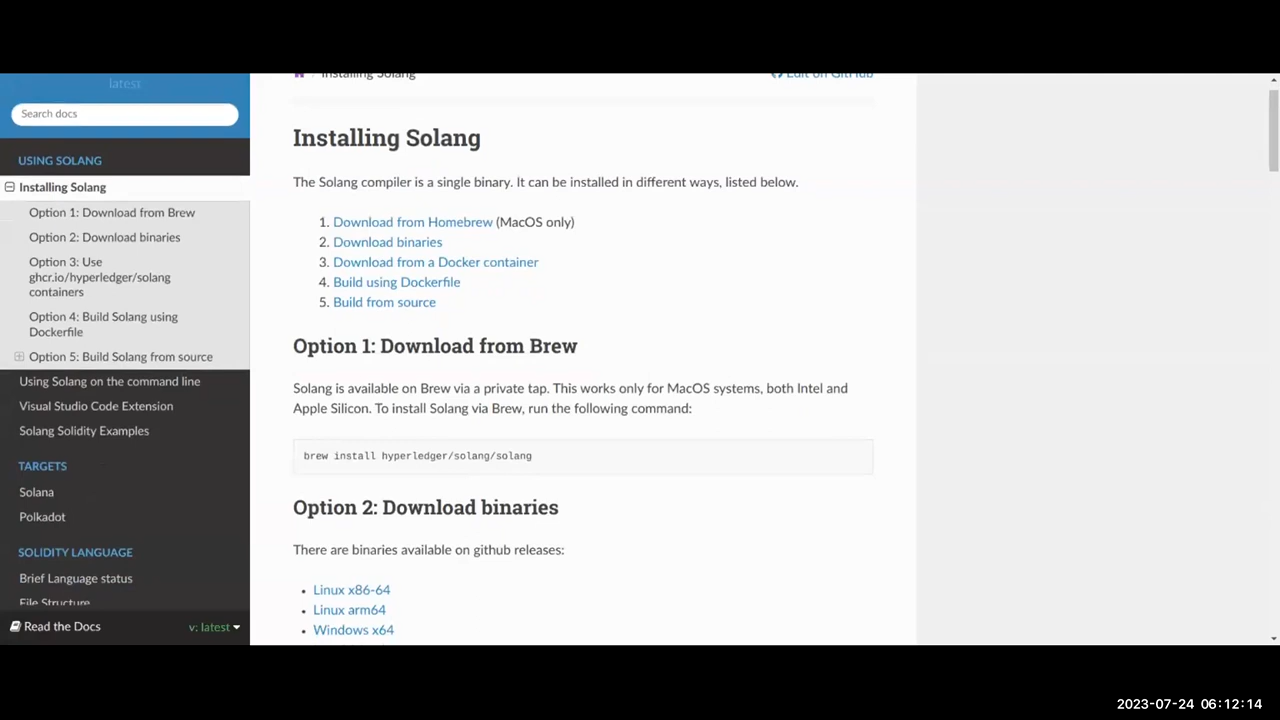 latest
Search docs
USING SOLANG
Installing Solang
Option 1: Download from Brew
Option 2: Download binaries
Option 3: Use
ghcr.io/hyperledger/solang
containers
Option 4: Build Solang using
Dockerfile
Option 5: Build Solang from source
Using Solang on the command line
Visual Studio Code Extension
Solang Solidity Examples
TARGETS
Solana
Polkadot
SOLIDITY LANGUAGE
Brief Language status
File Structure
Read the Docs
v: latest
Installing Solang
Edit on GitHub
Installing Solang
The Solang compiler is a single binary. It can be installed in different ways, listed below.
1. Download from Homebrew (MacOS only)
2. Download binaries
3. Download from a Docker container
4. Build using Dockerfile
5. Build from source
Option 1: Download from Brew
Solang is available on Brew via a private tap. This works only for MacOS systems, both Intel and
Apple Silicon. To install Solang via Brew, run the following command:
brew install hyperledger/solang/solang
Option 2: Download binaries
There are binaries available on github releases:
• Linux x86-64
• Linux arm64
• Windows x64
2023-07-24 06:12:14